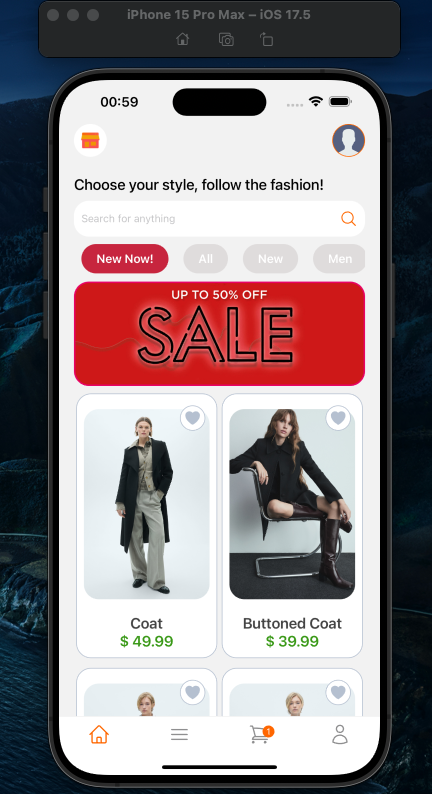 iPhone 15 Pro Max – iOS 17.5
00:59
Choose your style, follow the fashion!
Search for anything
New Now!
All
New
Men
UP TO 50% OFF
SALE
Coat
$ 49.99
Buttoned Coat
$ 39.99
1